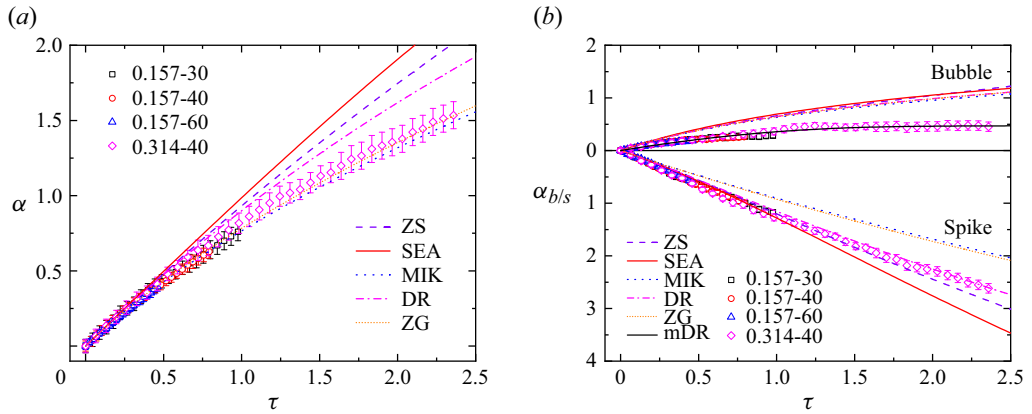 (a)
2.0
1.5
1.0
0.5
0
0.5
1.0
1.5
2.0
2.5
α
τ
0.157-30
0.157-40
0.157-60
0.314-40
ZS
SEA
MIK
DR
ZG
(b)
2
1
0
1
2
3
4
0
0.5
1.0
1.5
2.0
2.5
αb/s
τ
Bubble
Spike
ZS
SEA
MIK
DR
ZG
mDR
0.157-30
0.157-40
0.157-60
0.314-40